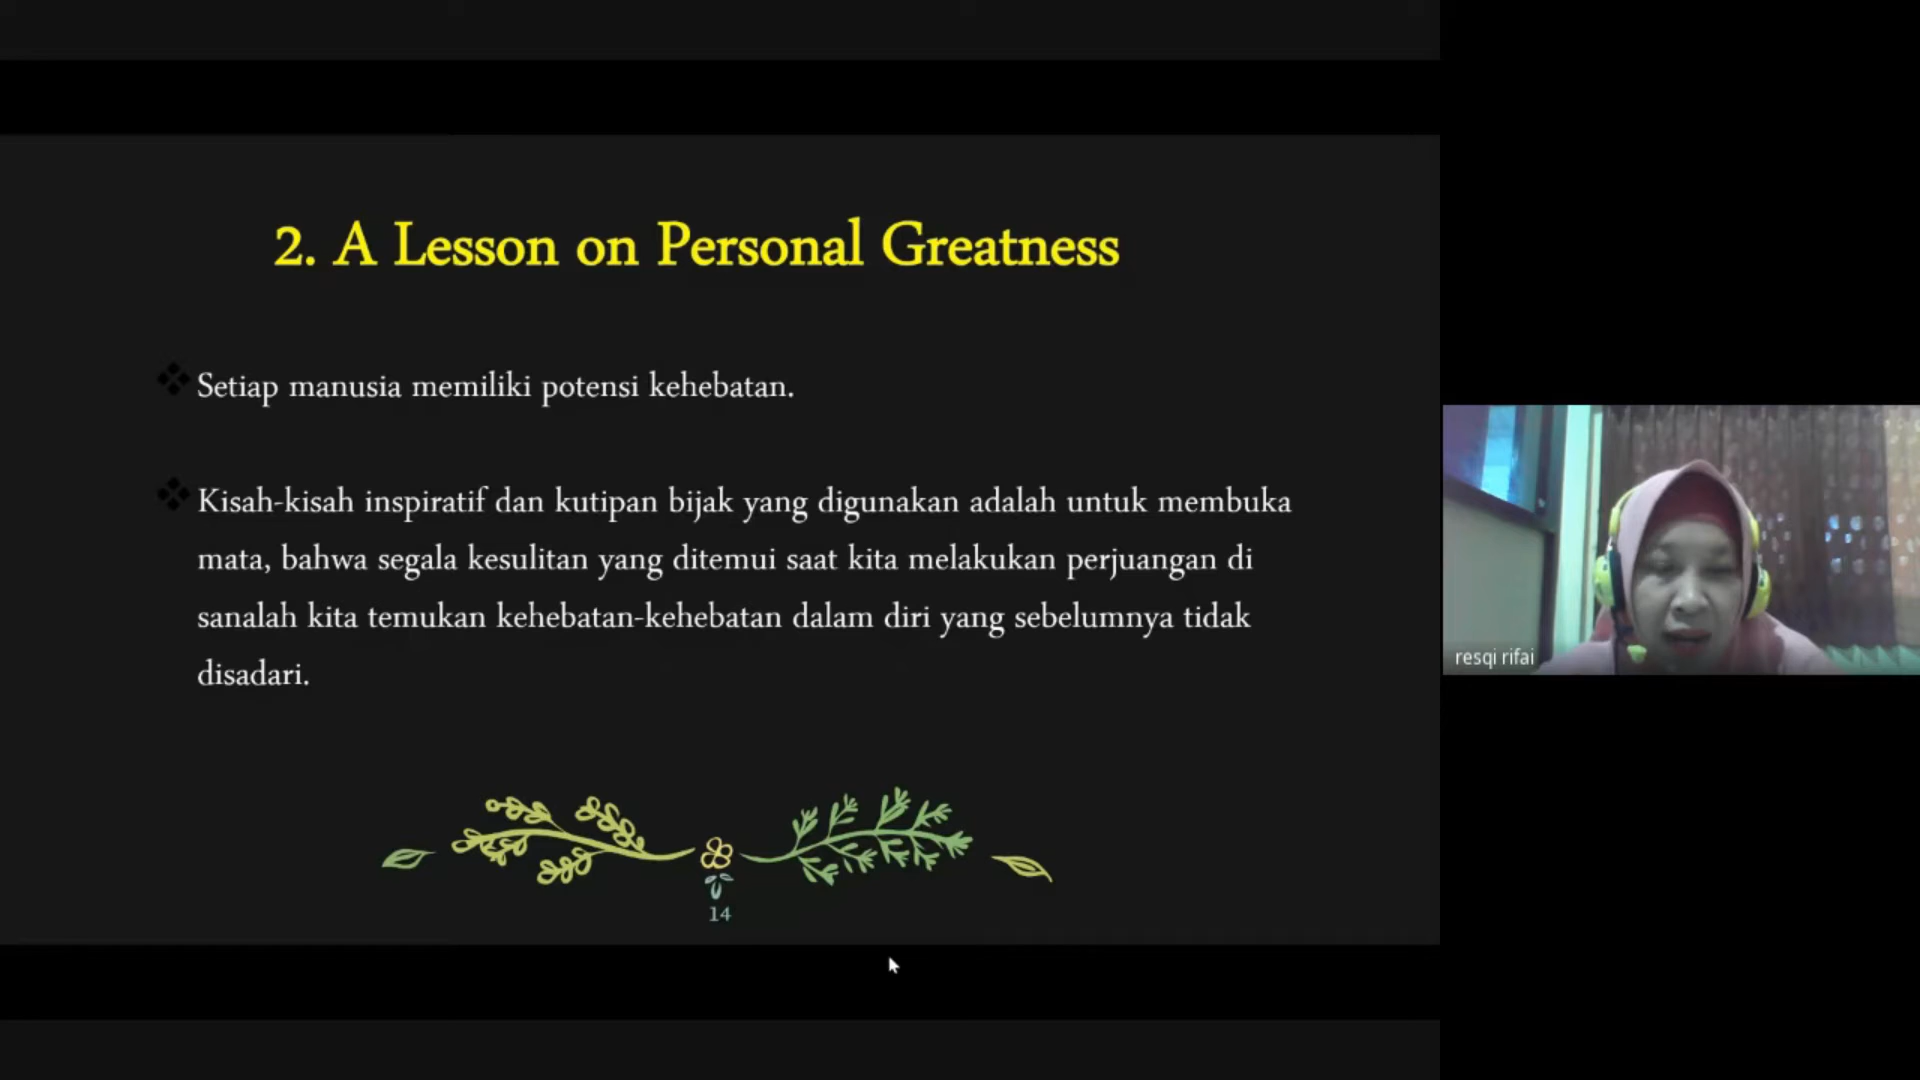 2. A Lesson on Personal Greatness
Setiap manusia memiliki potensi kehebatan.
Kisah-kisah inspiratif dan kutipan bijak yang digunakan adalah untuk membuka
mata, bahwa segala kesulitan yang ditemui saat kita melakukan perjuangan di
sanalah kita temukan kehebatan-kehebatan dalam diri yang sebelumnya tidak
disadari.
14
resqi rifai